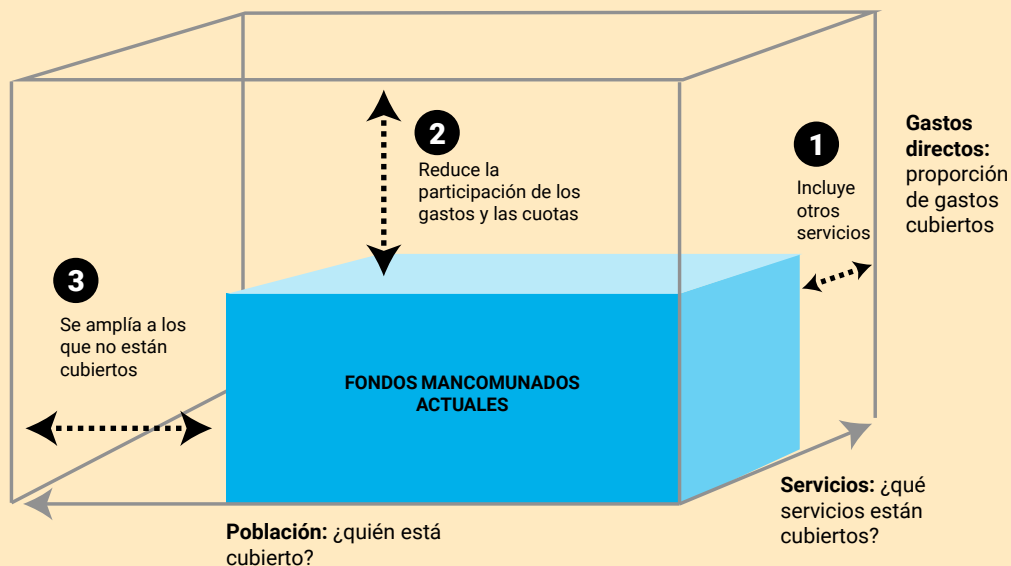 2
Reduce la
participación de los
gastos y las cuotas
1
Incluye
otros
servicios
Gastos
directos:
proporción
de gastos
cubiertos
3
Se amplía a los
que no están
cubiertos
FONDOS MANCOMUNADOS
ACTUALES
Servicios: ¿qué
servicios están
cubiertos?
Población: ¿quién está
cubierto?